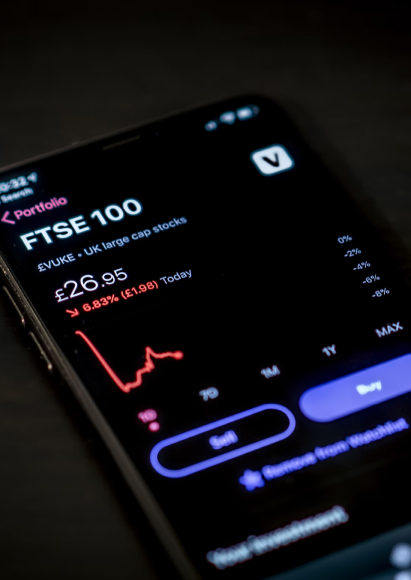 0:32
Search
Portfolio
FTSE 100
£VUKE • UK large cap stocks
£26.95
6.83% (£1.98) Today
V
0%
-2%
-4%
-6%
-8%
1D
7D
1M
1Y
MAX
Sell
Buy
Remove from Watchlist
Your investment